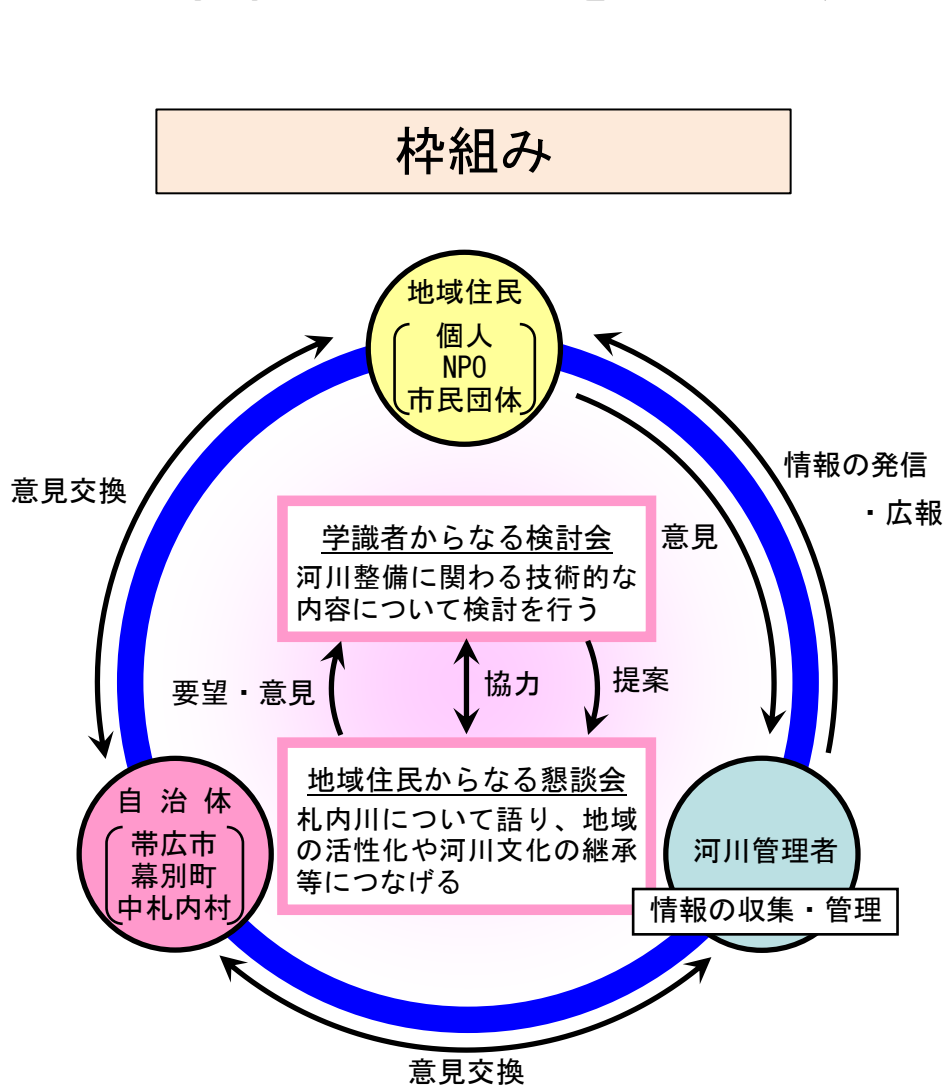 枠組み
地域住民
個人
NPO
市民団体
意見交換
情報の発信
・広報
意見
学識者からなる検討会
河川整備に関わる技術的な
内容について検討を行う
要望・意見
協力
提案
地域住民からなる懇談会
札内川について語り、地域
の活性化や河川文化の継承
等につなげる
自治体
帯広市
幕別町
中札内村
河川管理者
情報の収集・管理
意見交換